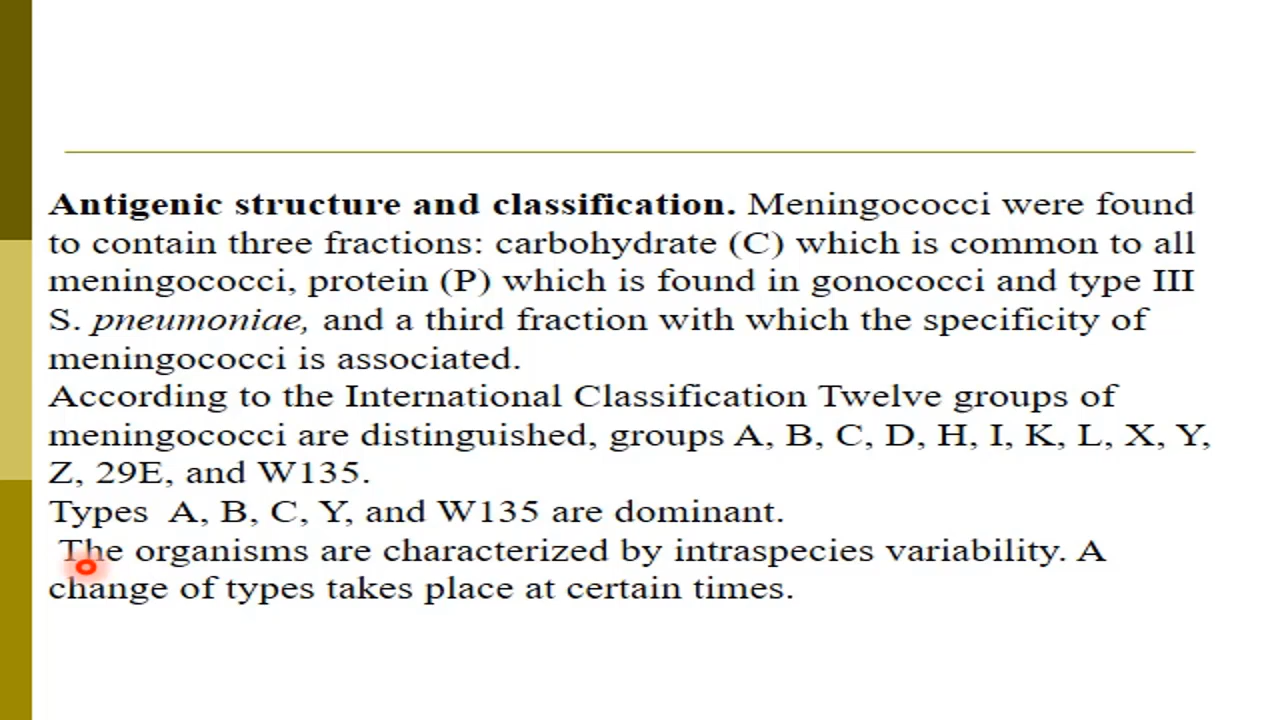 Antigenic structure and classification. Meningococci were found
to contain three fractions: carbohydrate (C) which is common to all
meningococci, protein (P) which is found in gonococci and type III
S. pneumoniae, and a third fraction with which the specificity of
meningococci is associated.
According to the International Classification Twelve groups of
meningococci are distinguished, groups A, B, C, D, H, I, K, L, X, Y,
Z, 29E, and W135.
Types A, B, C, Y, and W135 are dominant.
The organisms are characterized by intraspecies variability. A
change of types takes place at certain times.